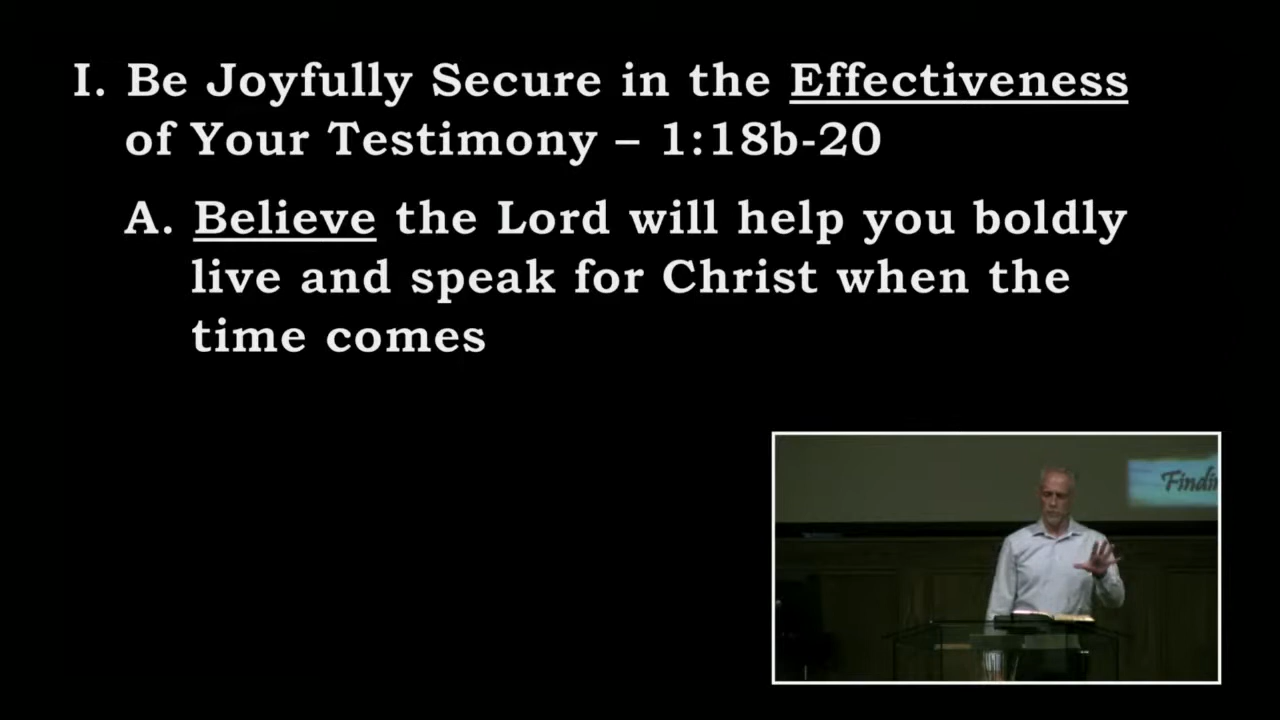 I. Be Joyfully Secure in the Effectiveness
of Your Testimony – 1:18b-20
A. Believe the Lord will help you boldly
live and speak for Christ when the
time comes